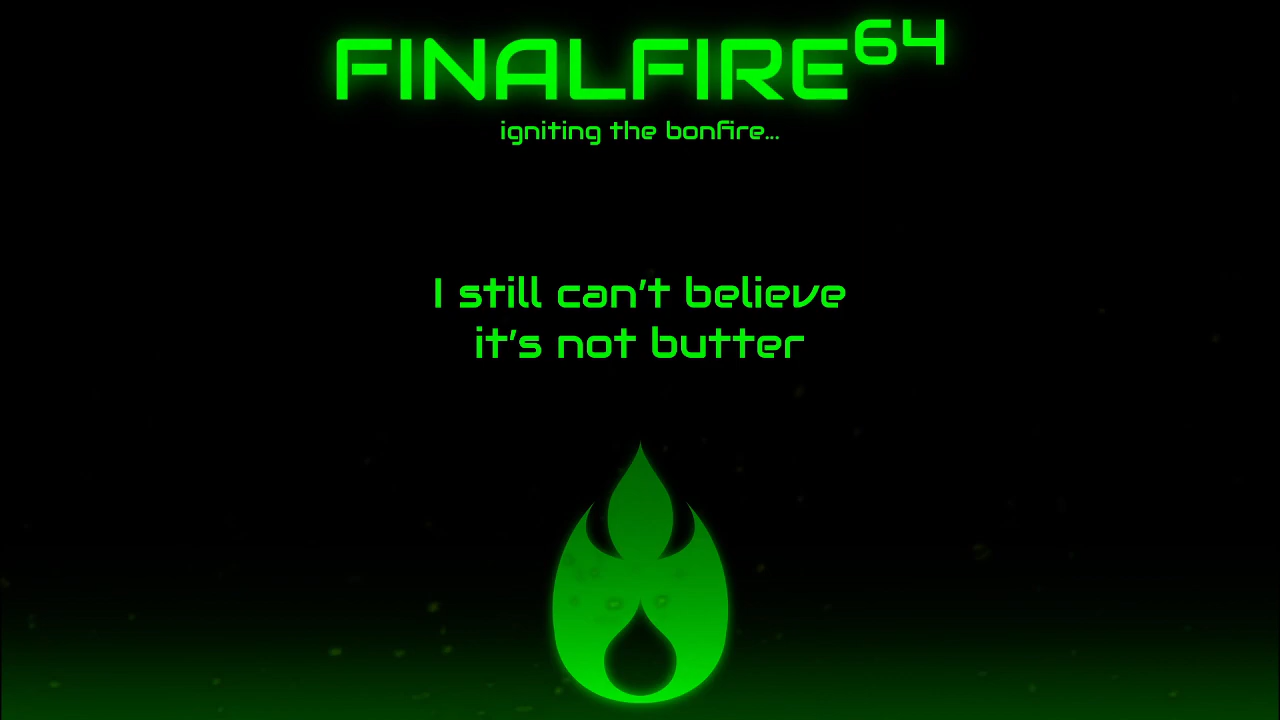 FINALFIRE64
igniting the bonfire...
I still can't believe
it's not butter